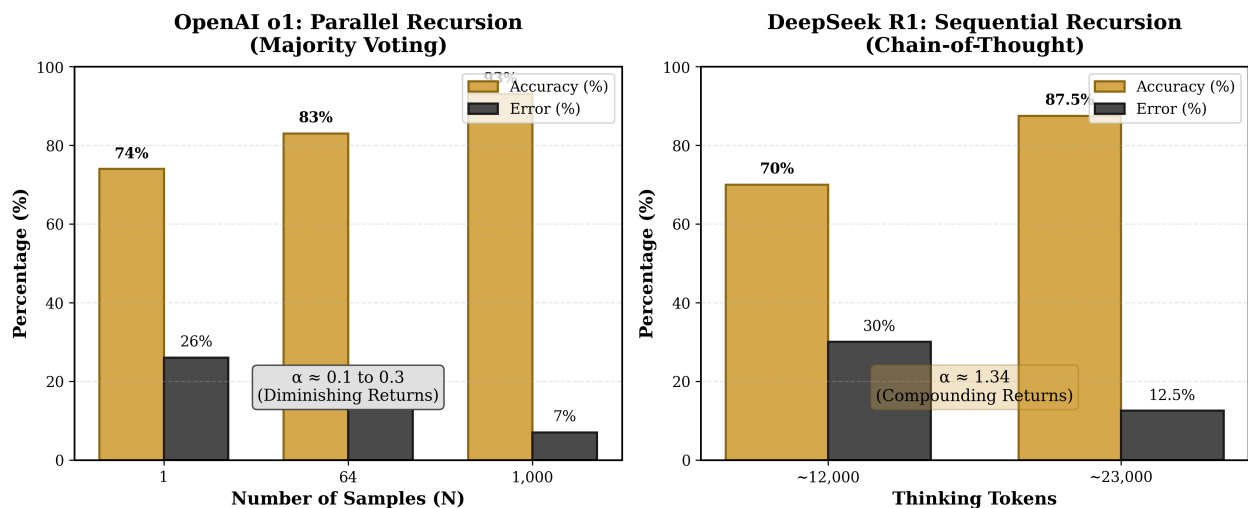 OpenAI o1: Parallel Recursion
(Majority Voting)
Percentage (%)
100
80
60
40
20
0
74%
26%
83%
93%
7%
Accuracy (%)
Error (%)
α ≈ 0.1 to 0.3
(Diminishing Returns)
1
64
1,000
Number of Samples (N)
DeepSeek R1: Sequential Recursion
(Chain-of-Thought)
Percentage (%)
100
80
60
40
20
0
70%
30%
87.5%
12.5%
Accuracy (%)
Error (%)
α ≈ 1.34
(Compounding Returns)
~12,000
~23,000
Thinking Tokens